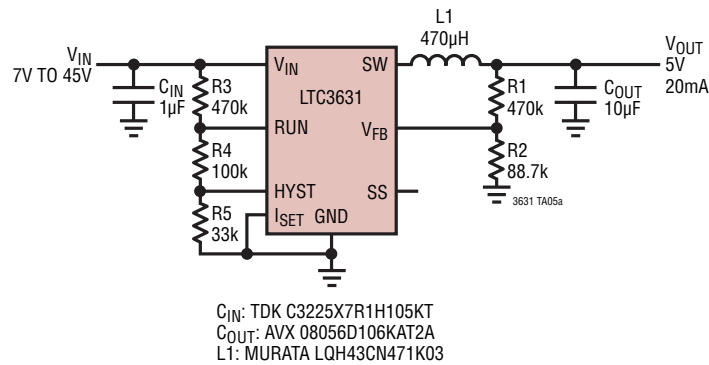 L1
470µH
VIN
7V TO 45V
CIN
1µF
R3
470k
R4
100k
R5
33k
VIN
RUN
HYST
ISET
GND
LTC3631
SW
VFB
SS
R1
470k
R2
88.7k
COUT
10µF
VOUT
5V
20mA
3631 TA05a
CIN: TDK C3225X7R1H105KT
COUT: AVX 08056D106KAT2A
L1: MURATA LQH43CN471K03